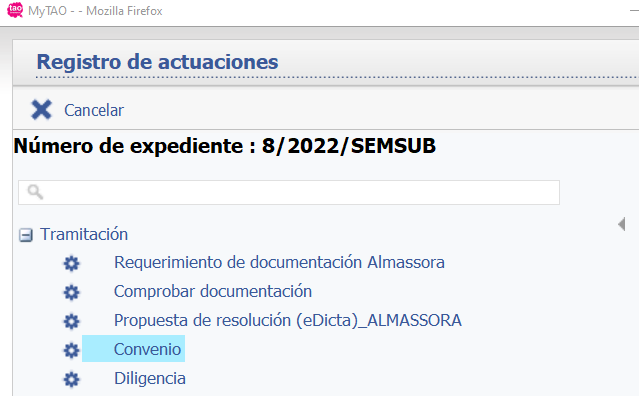 tao
MyTAO - - Mozilla Firefox
Registro de actuaciones
Cancelar
Número de expediente : 8/2022/SEMSUB
Tramitación
Requerimiento de documentación Almassora
Comprobar documentación
Propuesta de resolución (eDicta)_ALMASSORA
Convenio
Diligencia